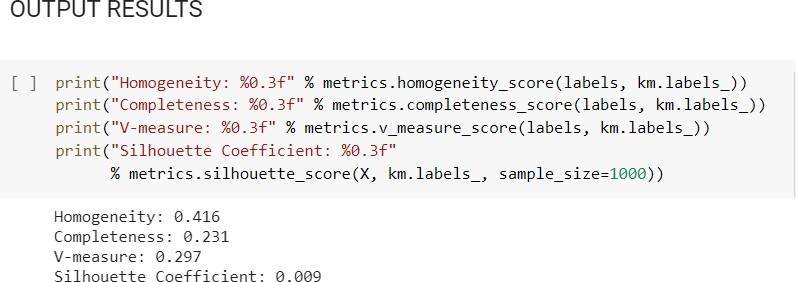 OUTPUT RESULTS
[ ] print("Homogeneity: %0.3f" % metrics.homogeneity_score(labels, km.labels_))
print("Completeness: %0.3f" % metrics.completeness_score(labels, km.labels_))
print("V-measure: %0.3f" % metrics.v_measure_score(labels, km.labels_))
print("Silhouette Coefficient: %0.3f"
% metrics.silhouette_score(X, km.labels_, sample_size=1000))
Homogeneity: 0.416
Completeness: 0.231
V-measure: 0.297
Silhouette Coefficient: 0.009